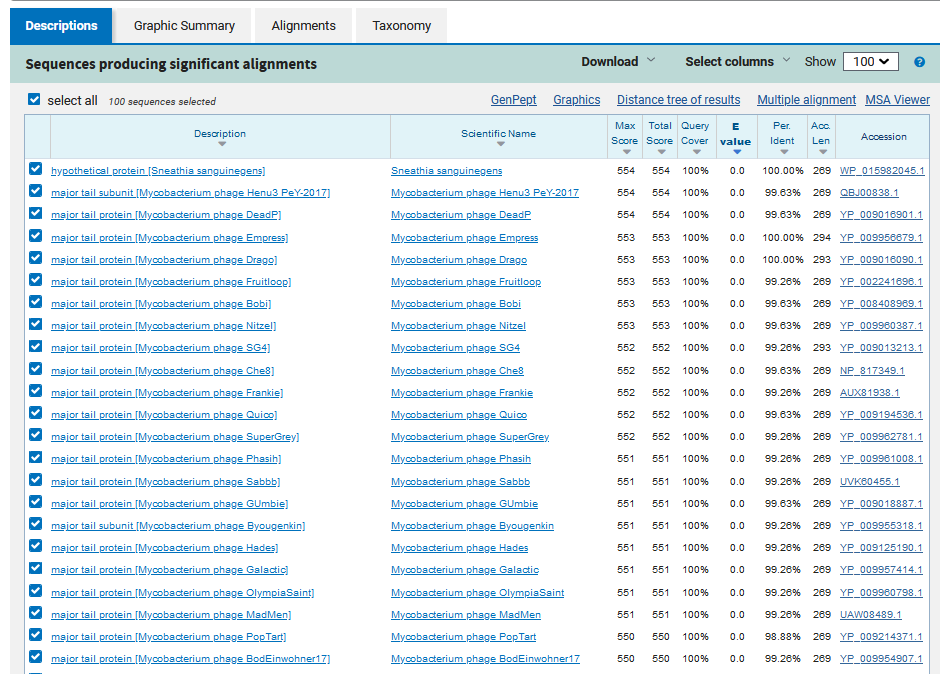 Descriptions Graphic Summary Alignments Taxonomy
Sequences producing significant alignments Download Select columns Show 100 ?
select all 100 sequences selected GenPept Graphics Distance tree of results Multiple alignment MSA Viewer
Description Scientific Name Max Score Total Score Query Cover E value Per. Ident Acc. Len Accession
hypothetical protein [Sneathia sanguinegens] Sneathia sanguinegens 554 554 100% 0.0 100.00% 269 WP_015982045.1
major tail subunit [Mycobacterium phage Henu3 PeY-2017] Mycobacterium phage Henu3 PeY-2017 554 554 100% 0.0 99.63% 269 QBJ00838.1
major tail protein [Mycobacterium phage DeadP] Mycobacterium phage DeadP 554 554 100% 0.0 99.63% 269 YP_009016901.1
major tail protein [Mycobacterium phage Empress] Mycobacterium phage Empress 553 553 100% 0.0 100.00% 294 YP_009956679.1
major tail protein [Mycobacterium phage Drago] Mycobacterium phage Drago 553 553 100% 0.0 100.00% 293 YP_009016090.1
major tail protein [Mycobacterium phage Fruitloop] Mycobacterium phage Fruitloop 553 553 100% 0.0 99.26% 269 YP_002241696.1
major tail protein [Mycobacterium phage Bobi] Mycobacterium phage Bobi 553 553 100% 0.0 99.63% 269 YP_008408969.1
major tail protein [Mycobacterium phage Nitzel] Mycobacterium phage Nitzel 553 553 100% 0.0 99.63% 269 YP_009960387.1
major tail protein [Mycobacterium phage SG4] Mycobacterium phage SG4 552 552 100% 0.0 99.26% 293 YP_009013213.1
major tail protein [Mycobacterium phage Che8] Mycobacterium phage Che8 552 552 100% 0.0 99.63% 269 NP_817349.1
major tail protein [Mycobacterium phage Frankie] Mycobacterium phage Frankie 552 552 100% 0.0 99.26% 269 AUX81938.1
major tail protein [Mycobacterium phage Quico] Mycobacterium phage Quico 552 552 100% 0.0 99.63% 269 YP_009194536.1
major tail protein [Mycobacterium phage SuperGrey] Mycobacterium phage SuperGrey 552 552 100% 0.0 99.26% 269 YP_009962781.1
major tail protein [Mycobacterium phage Phasih] Mycobacterium phage Phasih 551 551 100% 0.0 99.26% 269 YP_009961008.1
major tail protein [Mycobacterium phage Sabbb] Mycobacterium phage Sabbb 551 551 100% 0.0 99.26% 269 UVK60455.1
major tail protein [Mycobacterium phage GUmbie] Mycobacterium phage GUmbie 551 551 100% 0.0 99.63% 269 YP_009018887.1
major tail subunit [Mycobacterium phage Byougenkin] Mycobacterium phage Byougenkin 551 551 100% 0.0 99.26% 269 YP_009955318.1
major tail protein [Mycobacterium phage Hades] Mycobacterium phage Hades 551 551 100% 0.0 99.26% 269 YP_009125190.1
major tail protein [Mycobacterium phage Galactic] Mycobacterium phage Galactic 551 551 100% 0.0 99.26% 269 YP_009957414.1
major tail protein [Mycobacterium phage OlympiaSaint] Mycobacterium phage OlympiaSaint 551 551 100% 0.0 99.26% 269 YP_009960798.1
major tail protein [Mycobacterium phage MadMen] Mycobacterium phage MadMen 551 551 100% 0.0 99.26% 269 UAW08489.1
major tail protein [Mycobacterium phage PopTart] Mycobacterium phage PopTart 550 550 100% 0.0 98.88% 269 YP_009214371.1
major tail protein [Mycobacterium phage BodEinwohner17] Mycobacterium phage BodEinwohner17 550 550 100% 0.0 99.26% 269 YP_009954907.1